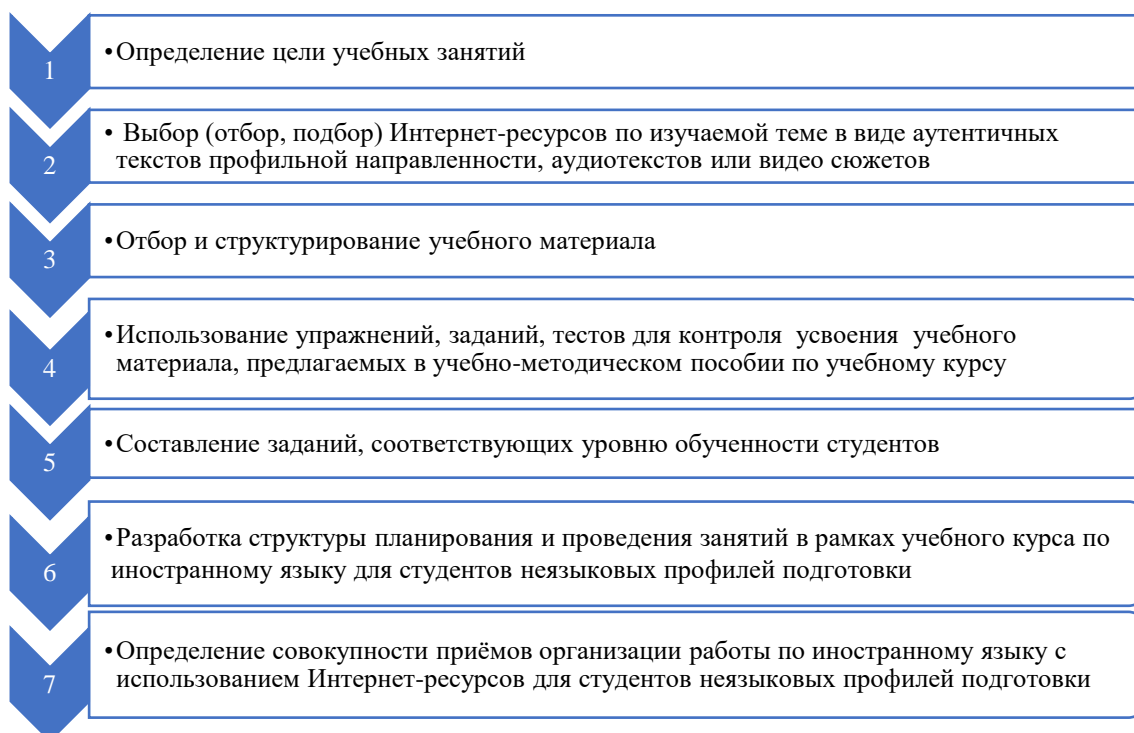 1
•Определение цели учебных занятий
2
• Выбор (отбор, подбор) Интернет-ресурсов по изучаемой теме в виде аутентичных
текстов профильной направленности, аудиотекстов или видео сюжетов
3
•Отбор и структурирование учебного материала
4
•Использование упражнений, заданий, тестов для контроля усвоения учебного
материала, предлагаемых в учебно-методическом пособии по учебному курсу
5
•Составление заданий, соответствующих уровню обученности студентов
6
•Разработка структуры планирования и проведения занятий в рамках учебного курса по
иностранному языку для студентов неязыковых профилей подготовки
7
•Определение совокупности приёмов организации работы по иностранному языку с
использованием Интернет-ресурсов для студентов неязыковых профилей подготовки